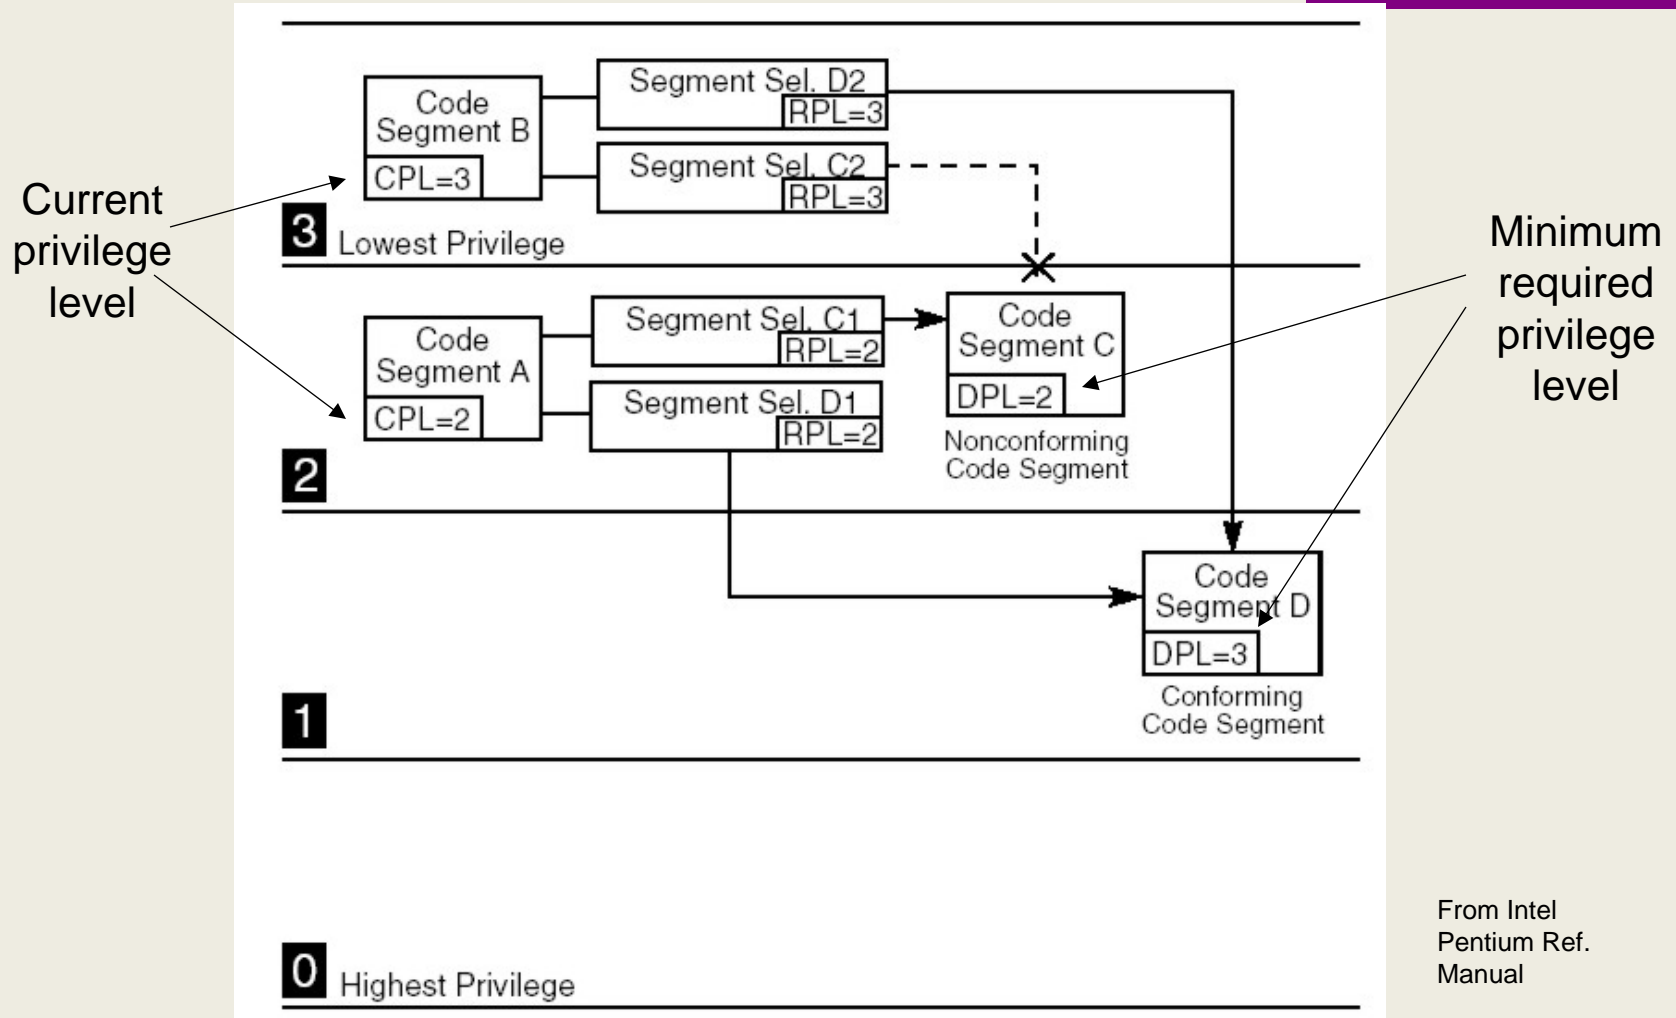 Current
privilege
level
Code
Segment B
CPL=3
Segment Sel. D2
RPL=3
Segment Sel. C2
RPL=3
3 Lowest Privilege
Code
Segment A
CPL=2
Segment Sel. C1
RPL=2
Segment Sel. D1
RPL=2
Code
Segment C
DPL=2
Nonconforming
Code Segment
2
Minimum
required
privilege
level
Code
Segment D
DPL=3
Conforming
Code Segment
1
0 Highest Privilege
From Intel
Pentium Ref.
Manual